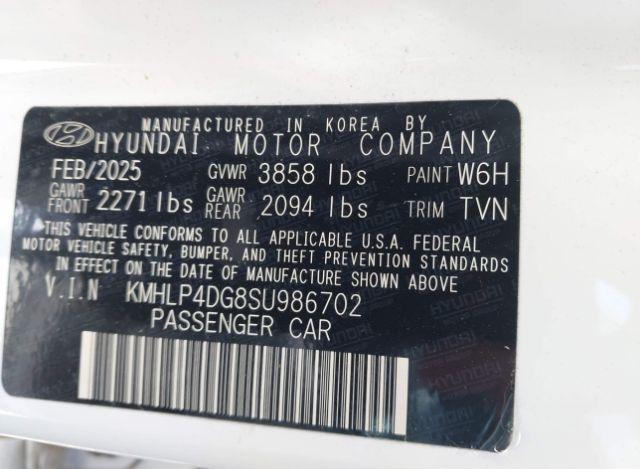 MANUFACTURED IN KOREA BY
HYUNDAI MOTOR COMPANY
FEB/2025 GVWR 3858 lbs PAINT W6H
GAWR FRONT 2271 lbs GAWR REAR 2094 lbs TRIM TVN
THIS VEHICLE CONFORMS TO ALL APPLICABLE U.S.A. FEDERAL
MOTOR VEHICLE SAFETY, BUMPER, AND THEFT PREVENTION STANDARDS
IN EFFECT ON THE DATE OF MANUFACTURE SHOWN ABOVE.
V.I.N KMHLP4DG8SU986702
PASSENGER CAR